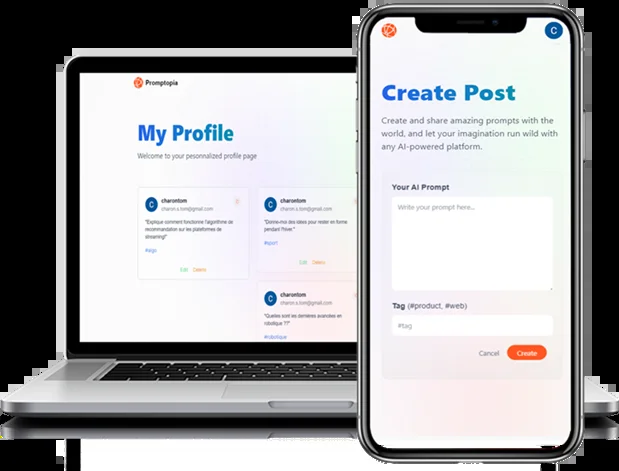 Promptopia
My Profile
Welcome to your pesonnalized profile page
C
charontom
charon.s.tom@gmail.com
"Explique comment fonctionne l'algorithme de
recommandation sur les plateformes de
streaming!"
#algo
Edit Delete
C
charontom
charon.s.tom@gmail.com
"Donne-moi des idées pour rester en forme
pendant l'hiver."
#sport
Edit Delete
C
charontom
charon.s.tom@gmail.com
"Quelles sont les dernières avancées en
robotique ??"
#robotique
C
Create Post
Create and share amazing prompts with the
world, and let your imagination run wild with
any AI-powered platform.
Your AI Prompt
Write your prompt here...
Tag (#product, #web)
#tag
Cancel Create